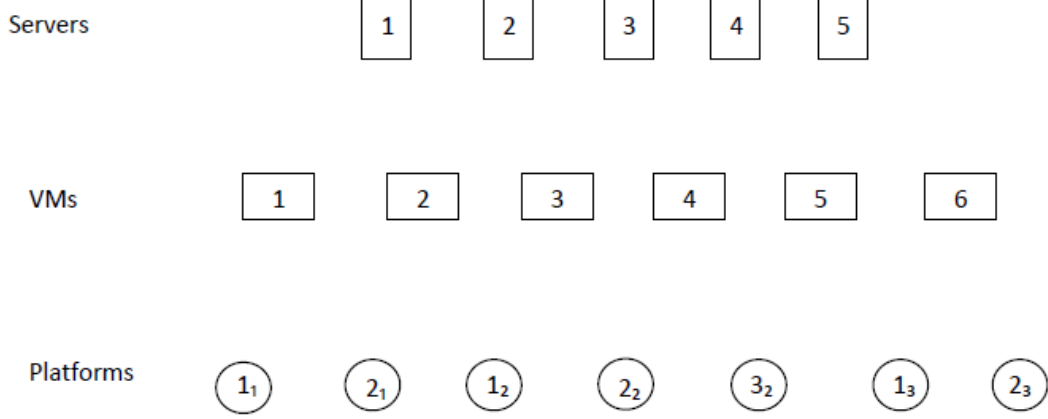 Servers 1 2 3 4 5
VMs 1 2 3 4 5 6
Platforms 1₁ 2₁ 1₂ 2₂ 3₂ 1₃ 2₃